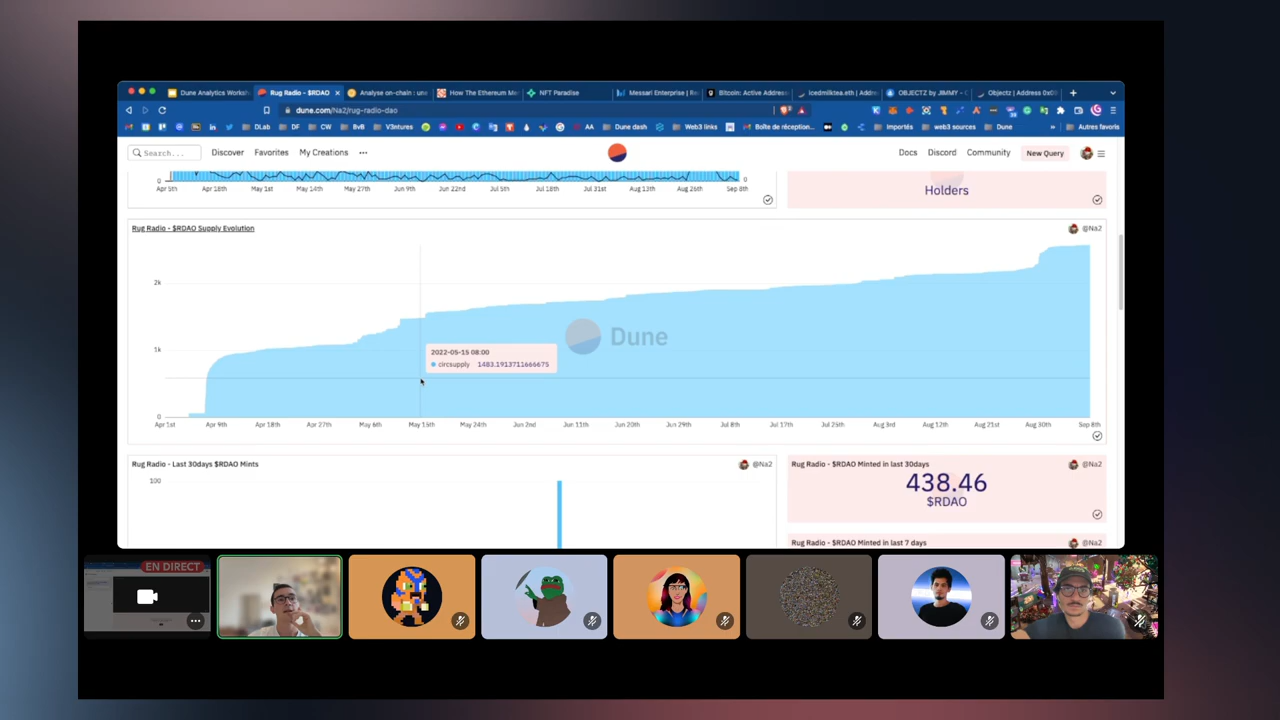 Dune Analytics Worksh
Rug Radio - $RDAO
Analyse on-chain : une
How The Ethereum Me
NFT Paradise
Messari Enterprise | Re
Bitcoin: Active Addres
icedmilktea.eth | Addre
OBJECTZ by JIMMY - C
Objectz | Address 0x09
dune.com/Na2/rug-radio-dao
DLab
DF
CW
BvB
V3ntures
AA
Dune dash
Web3 links
Boîte de réception...
Importés
web3 sources
Dune
Autres favoris
Search...
Discover
Favorites
My Creations
Docs
Discord
Community
New Query
0
0
Apr 5th Apr 18th May 1st May 14th May 27th Jun 9th Jun 22nd Jul 5th Jul 18th Jul 31st Aug 13th Aug 26th Sep 8th
Holders
Rug Radio - $RDAO Supply Evolution
@Na2
2k
1k
0
Dune
2022-05-15 08:00
circsupply 1483.1913711666675
Apr 1st Apr 9th Apr 18th Apr 27th May 6th May 15th May 24th Jun 2nd Jun 11th Jun 20th Jun 29th Jul 8th Jul 17th Jul 25th Aug 3rd Aug 12th Aug 21st Aug 30th Sep 8th
Rug Radio - Last 30days $RDAO Mints
@Na2
100
Rug Radio - $RDAO Minted in last 30days
@Na2
438.46
$RDAO
Rug Radio - $RDAO Minted in last 7 days
@Na2
EN DIRECT